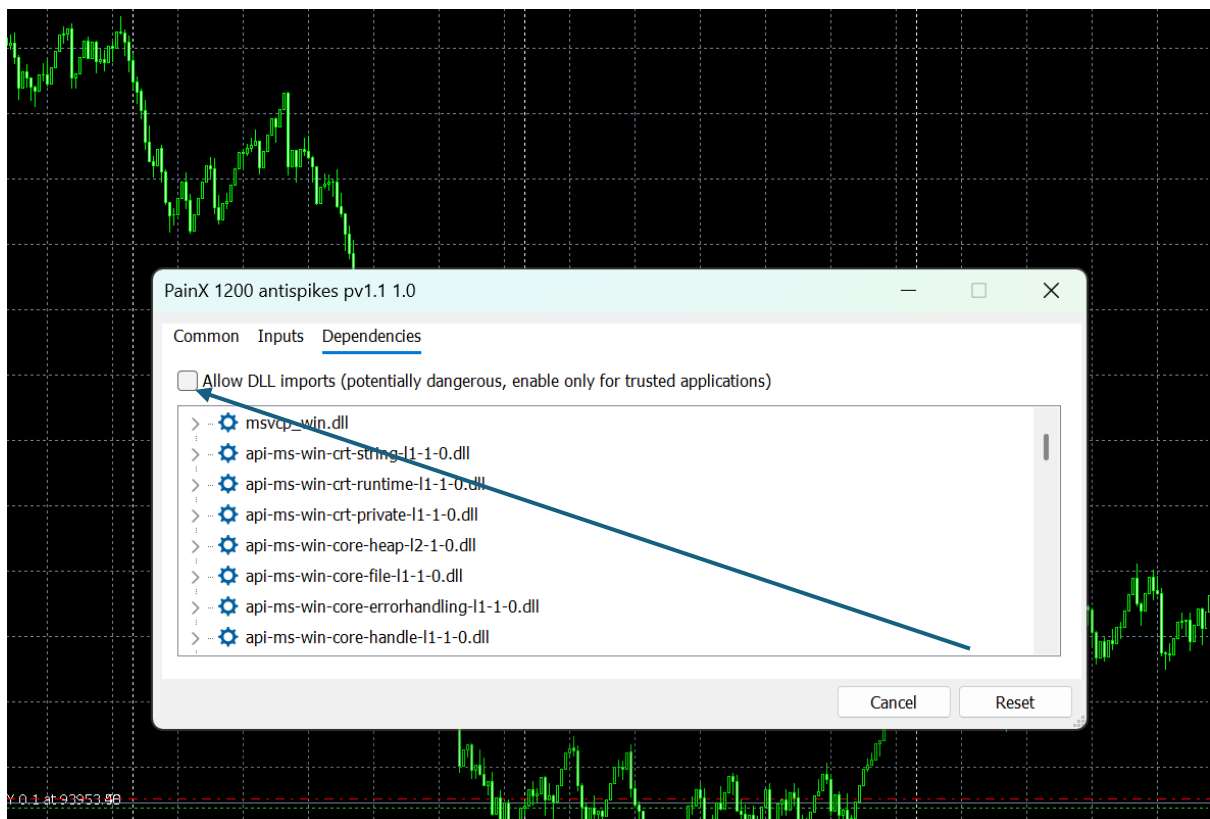 PainX 1200 antispikes pv1.1 1.0
Common Inputs Dependencies
Allow DLL imports (potentially dangerous, enable only for trusted applications)
msvcp_win.dll
api-ms-win-crt-string-l1-1-0.dll
api-ms-win-crt-runtime-l1-1-0.dll
api-ms-win-crt-private-l1-1-0.dll
api-ms-win-core-heap-l2-1-0.dll
api-ms-win-core-file-l1-1-0.dll
api-ms-win-core-errorhandling-l1-1-0.dll
api-ms-win-core-handle-l1-1-0.dll
Cancel Reset
Y 0.1 at